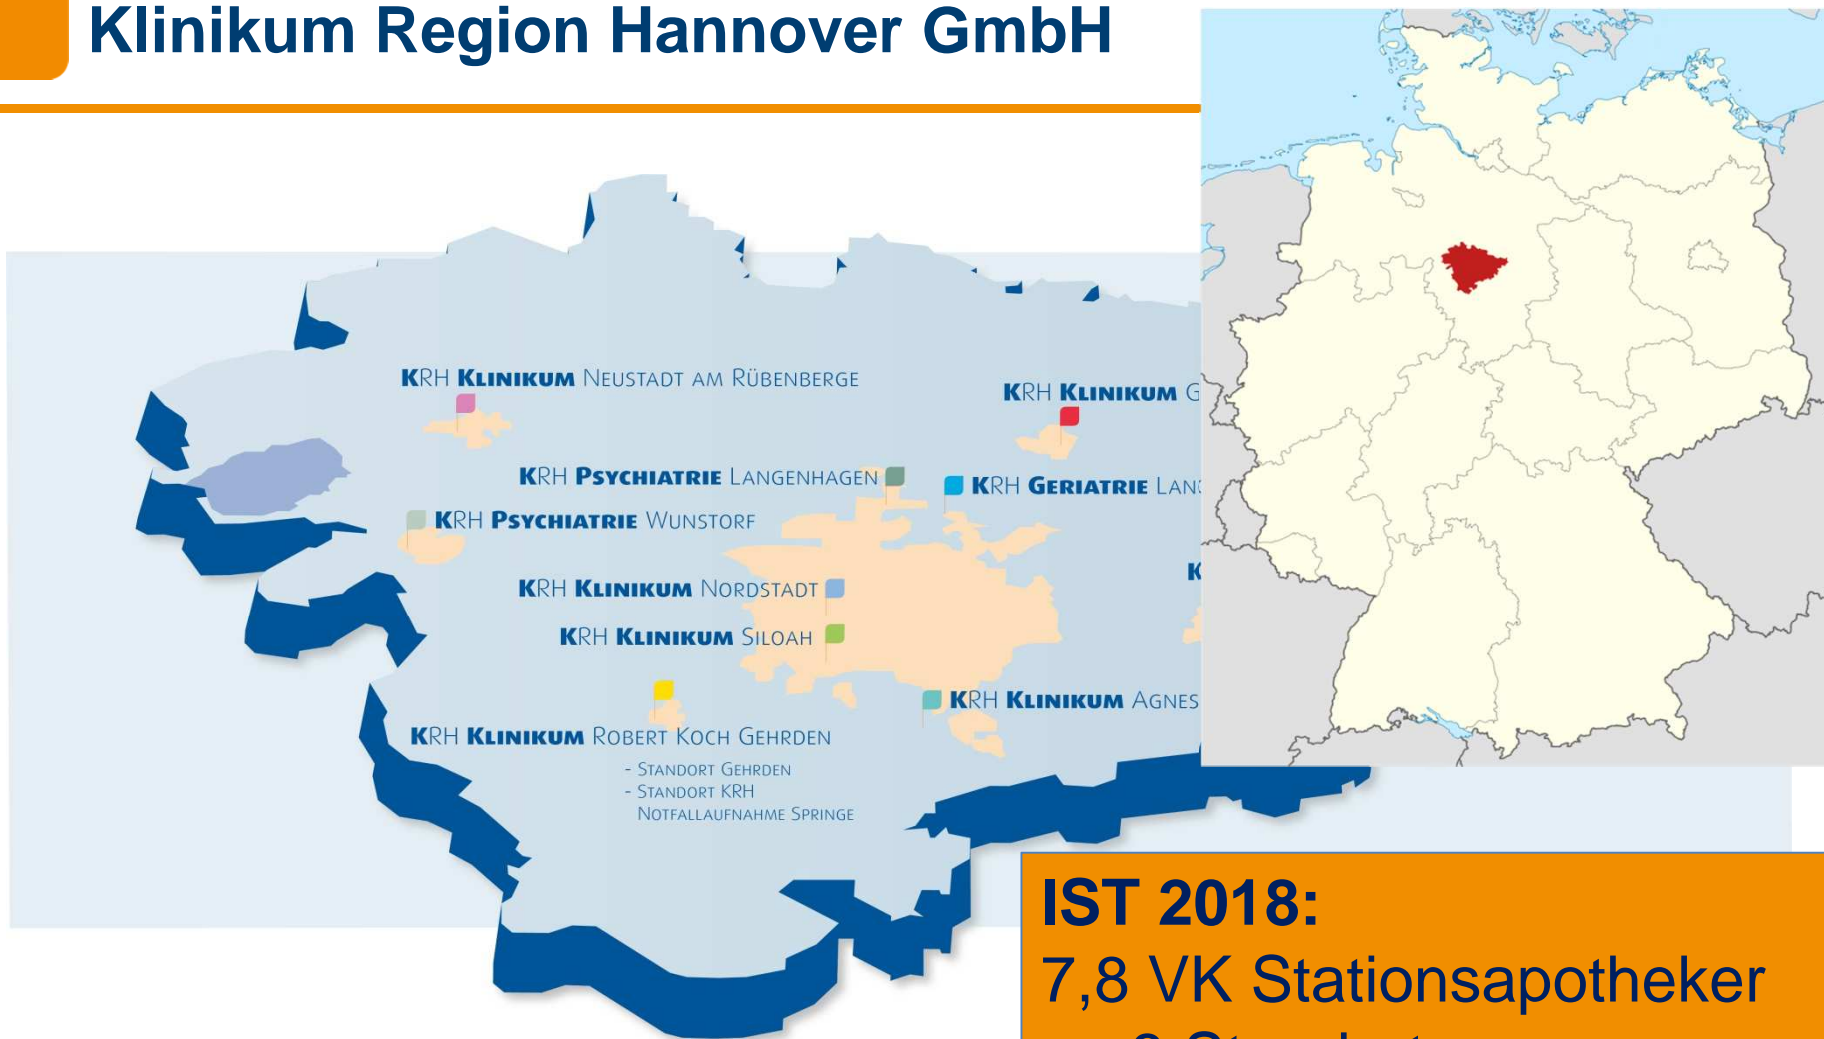 Klinikum Region Hannover GmbH
KRH KLINIKUM NEUSTADT AM RÜBENBERGE
KRH KLINIKUM G
KRH PSYCHIATRIE LANGENHAGEN
KRH GERIATRIE LANG
KRH PSYCHIATRIE WUNSTORF
K
KRH KLINIKUM NORDSTADT
KRH KLINIKUM SILOAH
KRH KLINIKUM AGNES
KRH KLINIKUM ROBERT KOCH GEHRDEN
- STANDORT GEHRDEN
- STANDORT KRH
NOTFALLAUFNAHME SPRINGE
IST 2018:
7,8 VK Stationsapotheker